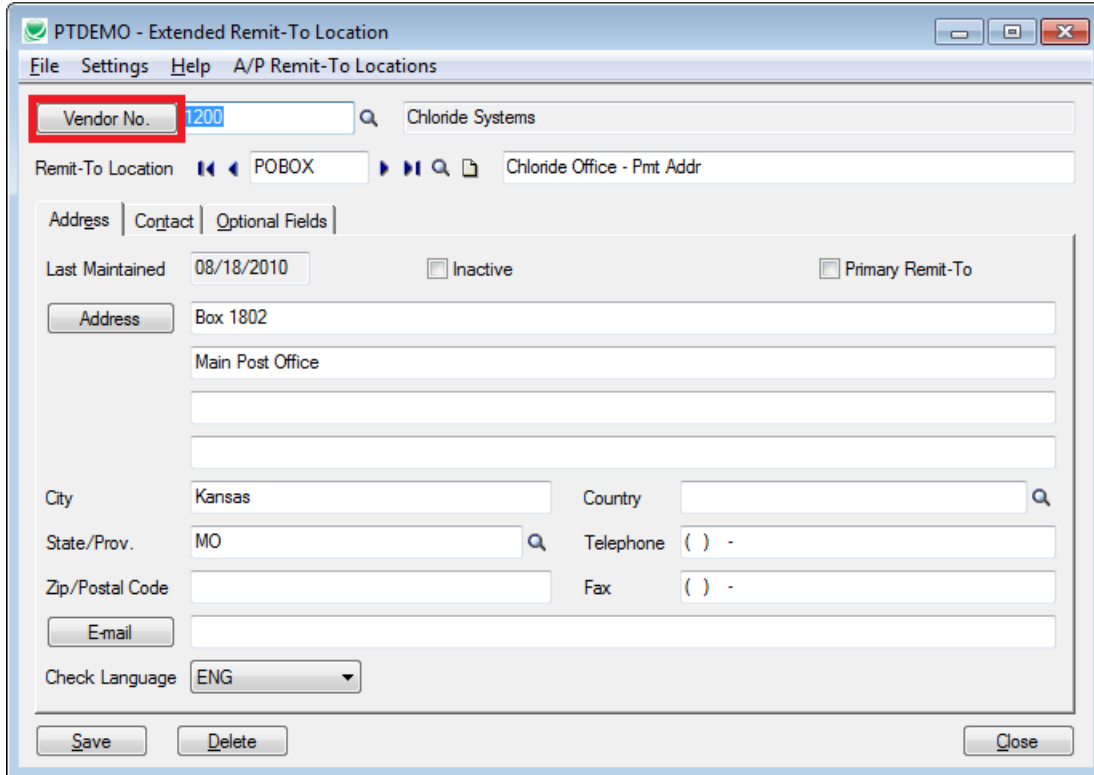 PTDEMO - Extended Remit-To Location
File Settings Help A/P Remit-To Locations
Vendor No. 1200 Chloride Systems
Remit-To Location POBOX Chloride Office - Pmt Addr
Address Contact Optional Fields
Last Maintained 08/18/2010 Inactive Primary Remit-To
Address Box 1802
Main Post Office
City Kansas Country
State/Prov. MO Telephone ( ) -
Zip/Postal Code Fax ( ) -
E-mail
Check Language ENG
Save Delete Close